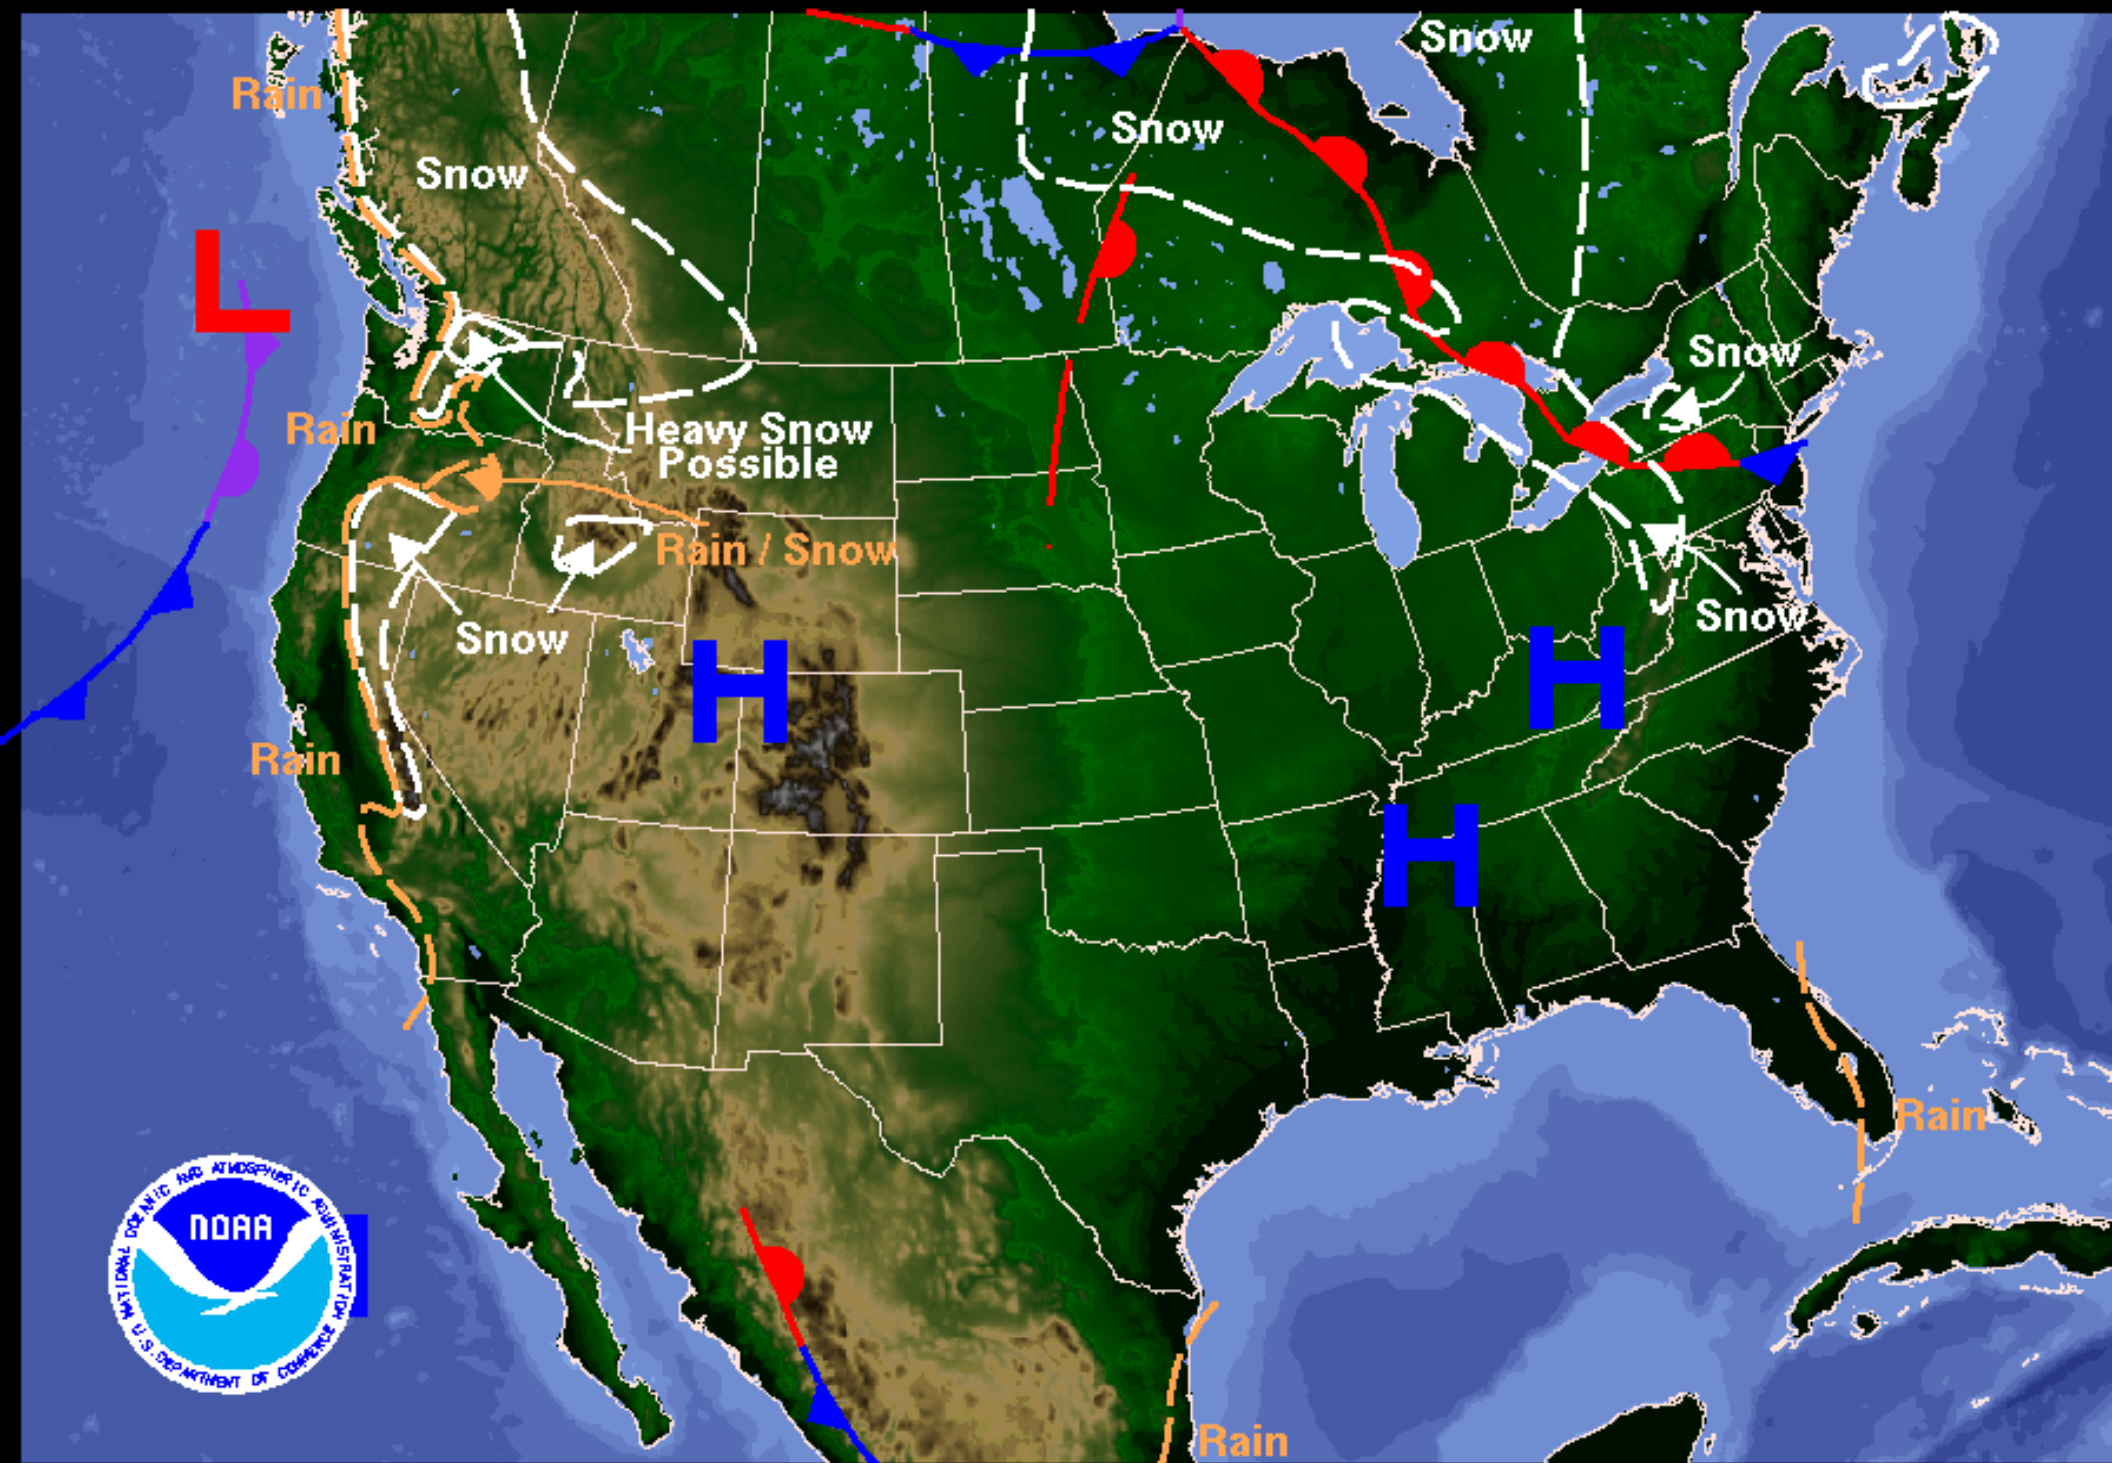 Snow
Rain
Snow
Snow
L
Snow
Rain
Heavy Snow
Possible
Rain / Snow
Snow
Snow
H
H
Rain
H
Rain
NOAA
NATIONAL OCEANIC AND ATMOSPHERIC ADMINISTRATION
U.S. DEPARTMENT OF COMMERCE
Rain